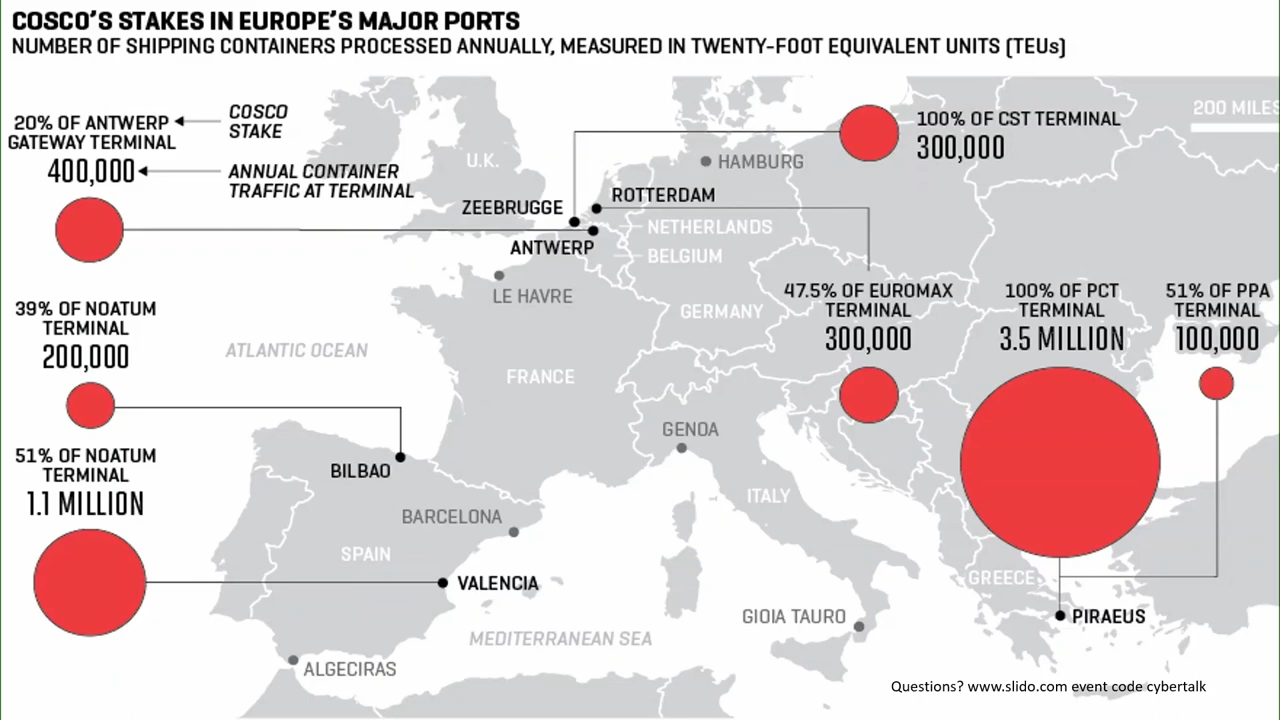 COSCO'S STAKES IN EUROPE'S MAJOR PORTS
NUMBER OF SHIPPING CONTAINERS PROCESSED ANNUALLY, MEASURED IN TWENTY-FOOT EQUIVALENT UNITS (TEUs)
20% OF ANTWERP
GATEWAY TERMINAL
400,000
COSCO
STAKE
ANNUAL CONTAINER
TRAFFIC AT TERMINAL
100% OF CST TERMINAL
300,000
200 MILES
U.K.
HAMBURG
ROTTERDAM
ZEEBRUGGE
NETHERLANDS
ANTWERP
BELGIUM
LE HAVRE
GERMANY
39% OF NOATUM
TERMINAL
200,000
ATLANTIC OCEAN
FRANCE
47.5% OF EUROMAX
TERMINAL
300,000
100% OF PCT
TERMINAL
3.5 MILLION
51% OF PPA
TERMINAL
100,000
51% OF NOATUM
TERMINAL
1.1 MILLION
GENOA
BILBAO
ITALY
BARCELONA
SPAIN
VALENCIA
GREECE
GIOIA TAURO
PIRAEUS
MEDITERRANEAN SEA
ALGECIRAS
Questions? www.slido.com event code cybertalk